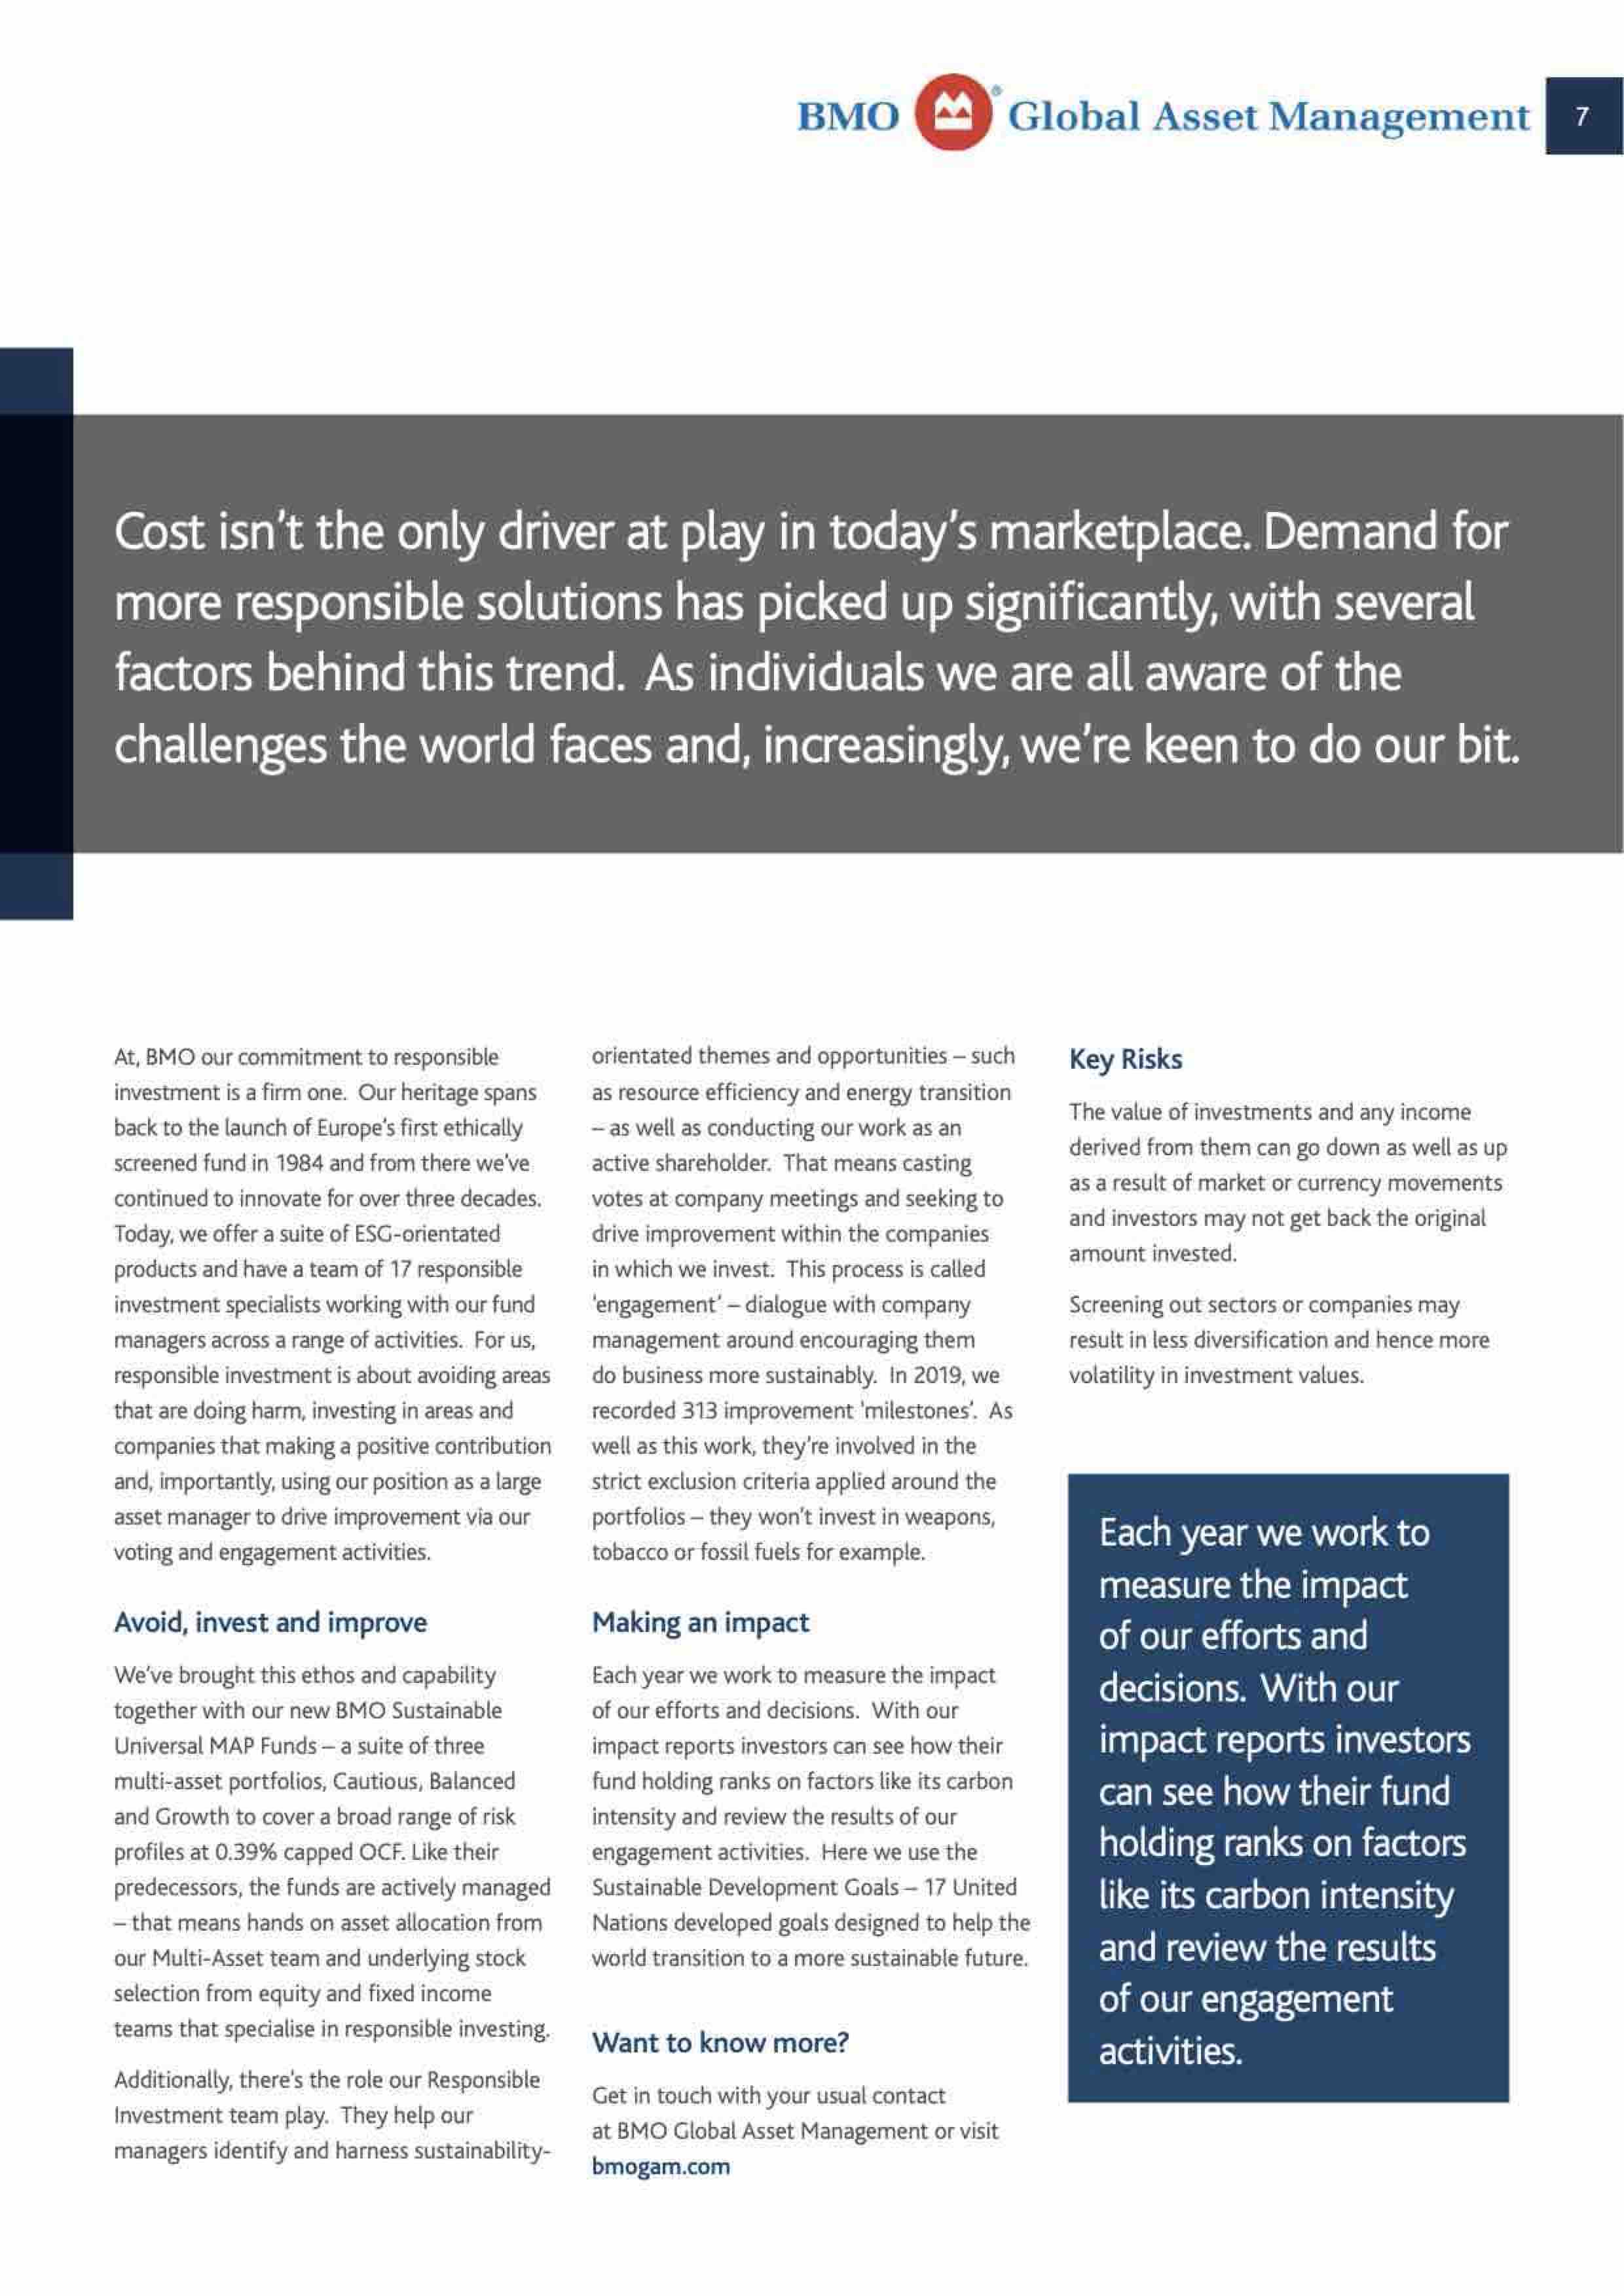 BMO Global Asset Management
7
Cost isn't the only driver at play in today's marketplace. Demand for
more responsible solutions has picked up significantly, with several
factors behind this trend. As individuals we are all aware of the
challenges the world faces and, increasingly, we're keen to do our bit.
At, BMO our commitment to responsible
investment is a firm one. Our heritage spans
back to the launch of Europe's first ethically
screened fund in 1984 and from there we've
continued to innovate for over three decades.
Today, we offer a suite of ESG-orientated
products and have a team of 17 responsible
investment specialists working with our fund
managers across a range of activities. For us,
responsible investment is about avoiding areas
that are doing harm, investing in areas and
companies that making a positive contribution
and, importantly, using our position as a large
asset manager to drive improvement via our
voting and engagement activities.
Avoid, invest and improve
We've brought this ethos and capability
together with our new BMO Sustainable
Universal MAP Funds – a suite of three
multi-asset portfolios, Cautious, Balanced
and Growth to cover a broad range of risk
profiles at 0.39% capped OCF. Like their
predecessors, the funds are actively managed
– that means hands on asset allocation from
our Multi-Asset team and underlying stock
selection from equity and fixed income
teams that specialise in responsible investing.
Additionally, there's the role our Responsible
Investment team play. They help our
managers identify and harness sustainability-
orientated themes and opportunities – such
as resource efficiency and energy transition
– as well as conducting our work as an
active shareholder. That means casting
votes at company meetings and seeking to
drive improvement within the companies
in which we invest. This process is called
'engagement' – dialogue with company
management around encouraging them
do business more sustainably. In 2019, we
recorded 313 improvement 'milestones'. As
well as this work, they're involved in the
strict exclusion criteria applied around the
portfolios – they won't invest in weapons,
tobacco or fossil fuels for example.
Making an impact
Each year we work to measure the impact
of our efforts and decisions. With our
impact reports investors can see how their
fund holding ranks on factors like its carbon
intensity and review the results of our
engagement activities. Here we use the
Sustainable Development Goals – 17 United
Nations developed goals designed to help the
world transition to a more sustainable future.
Want to know more?
Get in touch with your usual contact
at BMO Global Asset Management or visit
bmogam.com
Key Risks
The value of investments and any income
derived from them can go down as well as up
as a result of market or currency movements
and investors may not get back the original
amount invested.
Screening out sectors or companies may
result in less diversification and hence more
volatility in investment values.
Each year we work to
measure the impact
of our efforts and
decisions. With our
impact reports investors
can see how their fund
holding ranks on factors
like its carbon intensity
and review the results
of our engagement
activities.